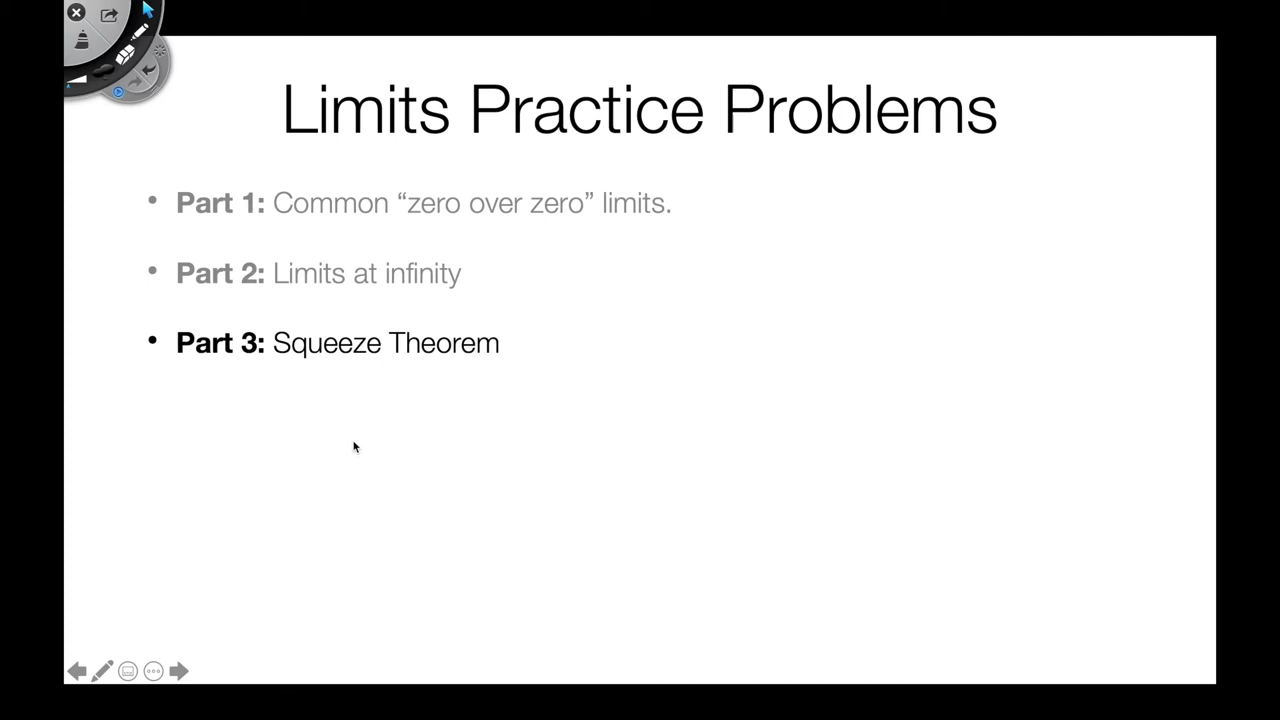 Limits Practice Problems
• Part 1: Common “zero over zero” limits.
• Part 2: Limits at infinity
• Part 3: Squeeze Theorem